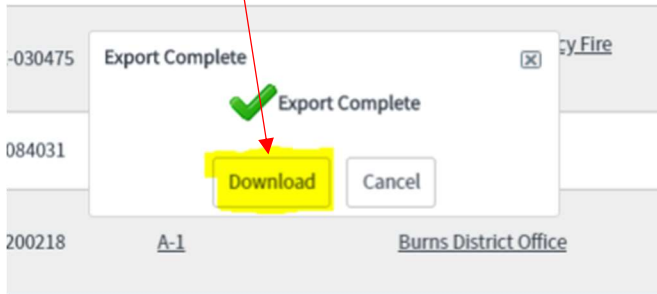 -030475
cy Fire
Export Complete
Export Complete
084031
Download Cancel
200218 A-1 Burns District Office